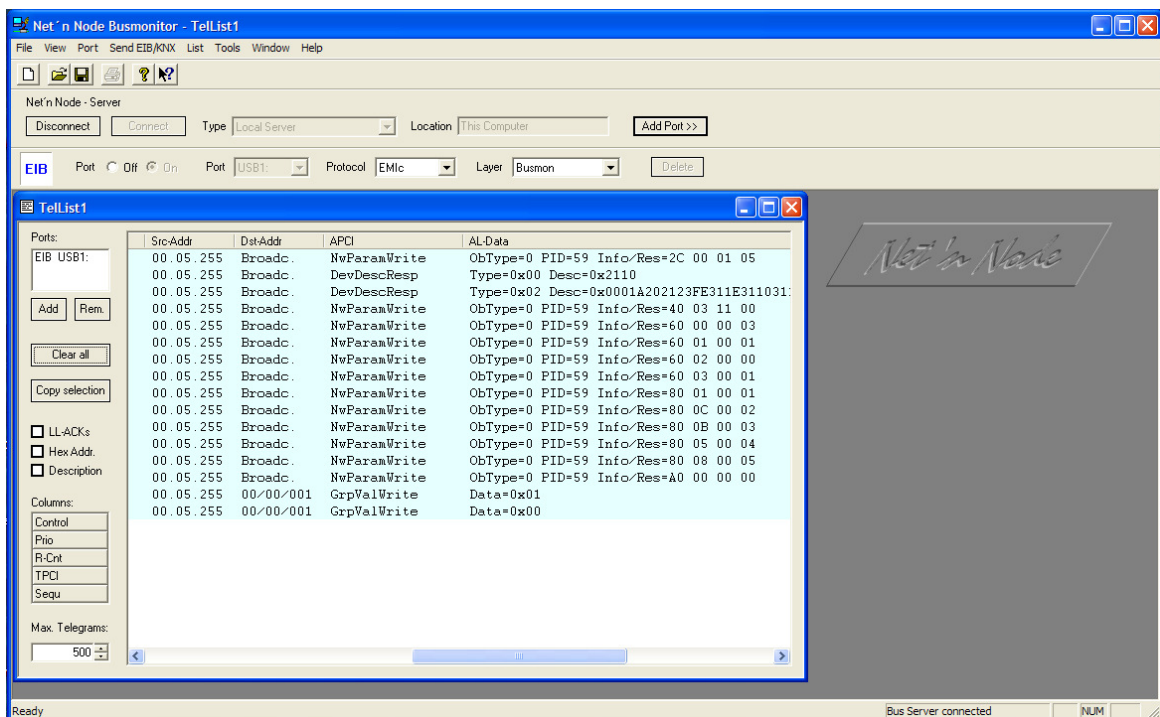 Net´n Node Busmonitor - TelList1
File View Port Send EIB/KNX List Tools Window Help
Net´n Node - Server
Disconnect Connect Type Local Server Location This Computer Add Port >>
EIB Port Off On Port USB1: Protocol EMIc Layer Busmon Delete
TelList1
Ports:
EIB USB1:
Add Rem.
Clear all
Copy selection
LL-ACKs
Hex Addr.
Description
Columns:
Control
Prio
R-Cnt
TPCI
Sequ
Max. Telegrams:
500
Src-Addr Dst-Addr APCI AL-Data
00.05.255 Broadc. NwParamWrite ObType=0 PID=59 Info/Res=2C 00 01 05
00.05.255 Broadc. DevDescResp Type=0x00 Desc=0x2110
00.05.255 Broadc. DevDescResp Type=0x02 Desc=0x0001A202123FE311E311031:
00.05.255 Broadc. NwParamWrite ObType=0 PID=59 Info/Res=40 03 11 00
00.05.255 Broadc. NwParamWrite ObType=0 PID=59 Info/Res=60 00 00 03
00.05.255 Broadc. NwParamWrite ObType=0 PID=59 Info/Res=60 01 00 01
00.05.255 Broadc. NwParamWrite ObType=0 PID=59 Info/Res=60 02 00 00
00.05.255 Broadc. NwParamWrite ObType=0 PID=59 Info/Res=60 03 00 01
00.05.255 Broadc. NwParamWrite ObType=0 PID=59 Info/Res=80 01 00 01
00.05.255 Broadc. NwParamWrite ObType=0 PID=59 Info/Res=80 0C 00 02
00.05.255 Broadc. NwParamWrite ObType=0 PID=59 Info/Res=80 0B 00 03
00.05.255 Broadc. NwParamWrite ObType=0 PID=59 Info/Res=80 05 00 04
00.05.255 Broadc. NwParamWrite ObType=0 PID=59 Info/Res=80 08 00 05
00.05.255 Broadc. NwParamWrite ObType=0 PID=59 Info/Res=A0 00 00 00
00.05.255 00/00/001 GrpValWrite Data=0x01
00.05.255 00/00/001 GrpValWrite Data=0x00
Net'n Node
Ready Bus Server connected NUM